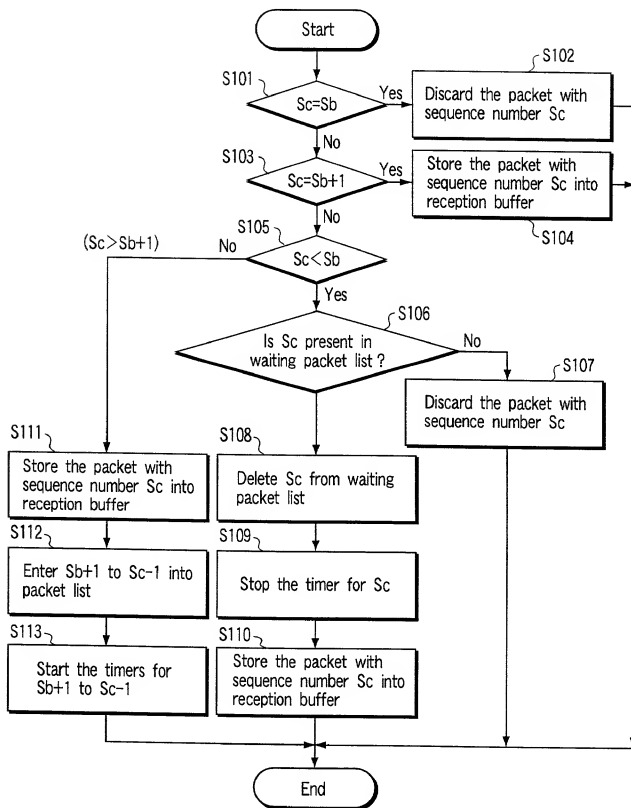 Start
S101
Sc=Sb
Yes
S102
Discard the packet with
sequence number Sc
No
S103
Sc=Sb+1
Yes
Store the packet with
sequence number Sc into
reception buffer
S104
No
S105
(Sc>Sb+1)
No
Sc<Sb
Yes
S106
Is Sc present in
waiting packet list ?
No
S107
Discard the packet with
sequence number Sc
S111
Store the packet with
sequence number Sc into
reception buffer
S108
Delete Sc from waiting
packet list
S112
Enter Sb+1 to Sc-1 into
packet list
S109
Stop the timer for Sc
S113
Start the timers for
Sb+1 to Sc-1
S110
Store the packet with
sequence number Sc into
reception buffer
End